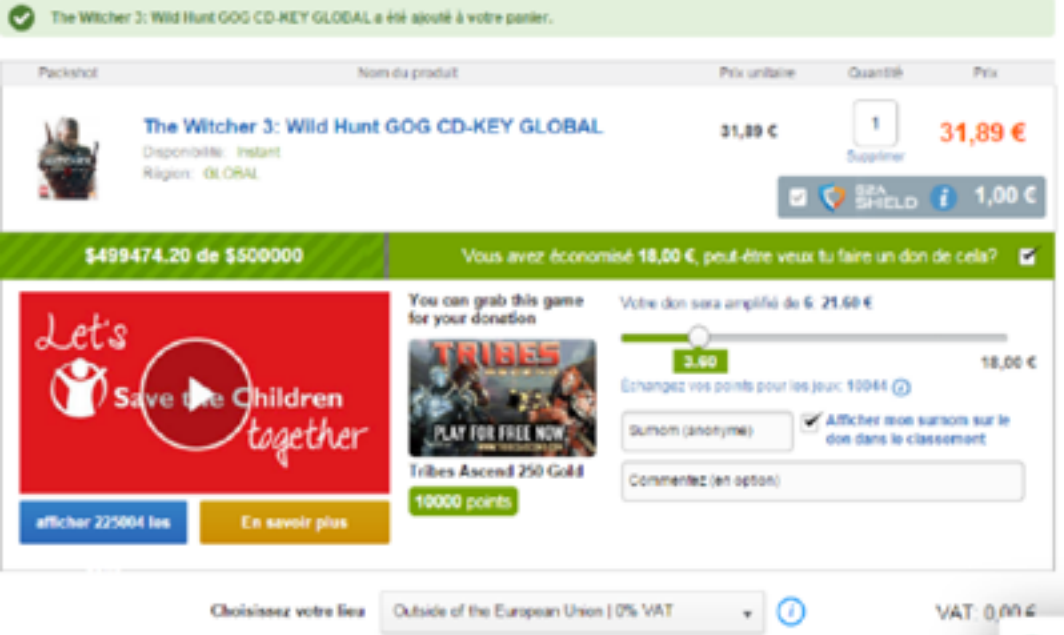 The Witcher 3: Wild Hunt GOG CD-KEY GLOBAL a été ajouté à votre panier.
Packshot Nom du produit Prix unitaire Quantité Prix
The Witcher 3: Wild Hunt GOG CD-KEY GLOBAL 31,89 € 1 31,89 €
Disponibilité: Instant Supprimer
Région: GLOBAL
G2A SHIELD 1,00 €
$499474.20 de $500000 Vous avez économisé 18,00 €, peut-être veux tu faire un don de cela?
Let's
Save the Children
together
You can grab this game
for your donation
TRIBES
PLAY FOR FREE NOW
Tribes Ascend 250 Gold
10000 points
Votre don sera amplifié de 6: 21.60 €
3.60 18,00 €
Échangez vos points pour les jeux: 10044
Surnom (anonyme)
Afficher mon surnom sur le
don dans le classement
Commentez (en option)
afficher 225004 les En savoir plus
Choisissez votre lieu Outside of the European Union | 0% VAT VAT: 0,00 €